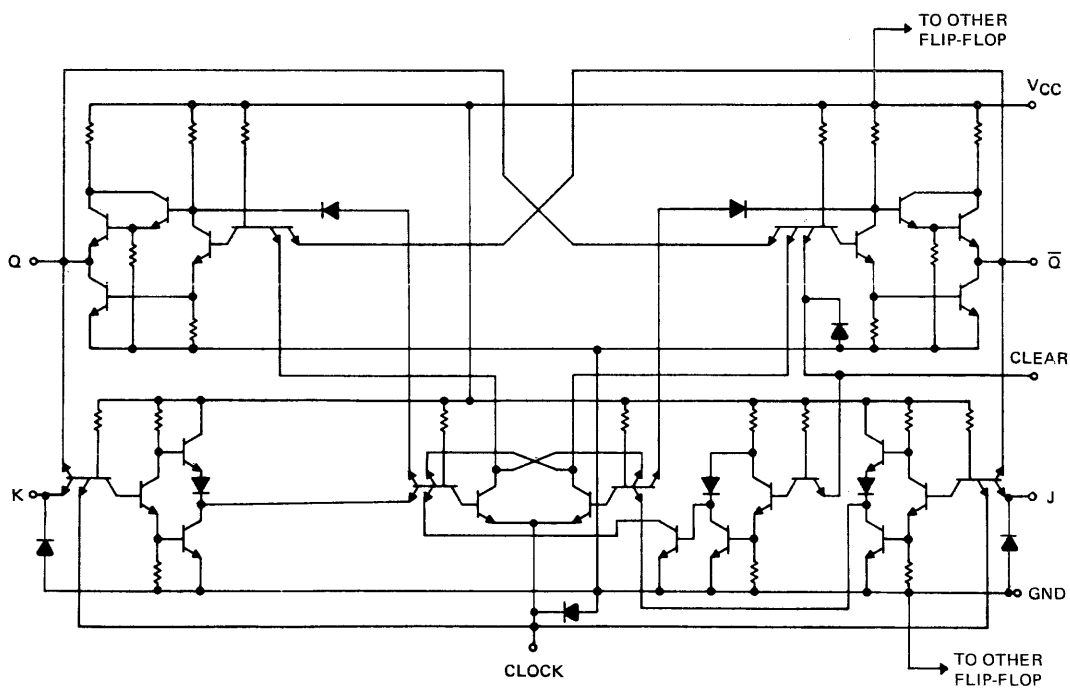 TO OTHER
FLIP-FLOP
VCC
Q
Q̅
CLEAR
K
J
GND
CLOCK
TO OTHER
FLIP-FLOP